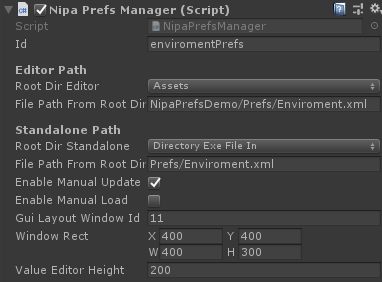 Nipa Prefs Manager (Script)
Script NipaPrefsManager
Id enviromentPrefs
Editor Path
Root Dir Editor Assets
File Path From Root Dir NipaPrefsDemo/Prefs/Enviroment.xml
Standalone Path
Root Dir Standalone Directory Exe File In
File Path From Root Dir Prefs/Enviroment.xml
Enable Manual Update
Enable Manual Load
Gui Layout Window Id 11
Window Rect X 400 Y 400
W 400 H 300
Value Editor Height 200